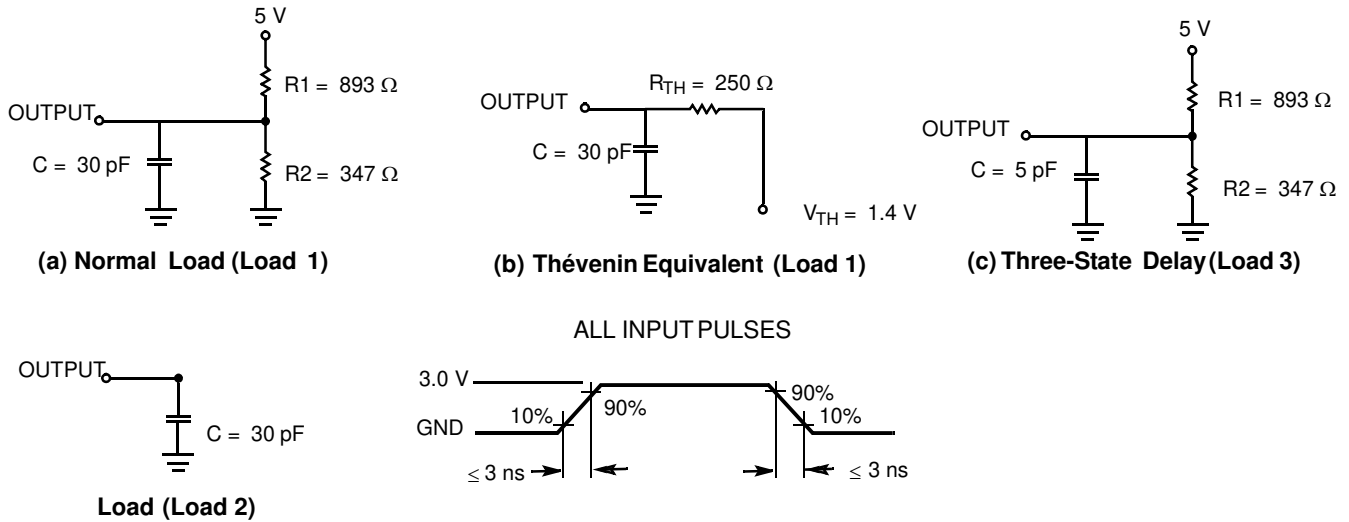 5 V
R1 = 893 Ω
OUTPUT
C = 30 pF
R2 = 347 Ω
(a) Normal Load (Load 1)
RTH = 250 Ω
OUTPUT
C = 30 pF
VTH = 1.4 V
(b) Thévenin Equivalent (Load 1)
5 V
R1 = 893 Ω
OUTPUT
C = 5 pF
R2 = 347 Ω
(c) Three-State Delay (Load 3)
OUTPUT
C = 30 pF
Load (Load 2)
ALL INPUT PULSES
3.0 V
90%
90%
10%
10%
GND
≤ 3 ns
≤ 3 ns